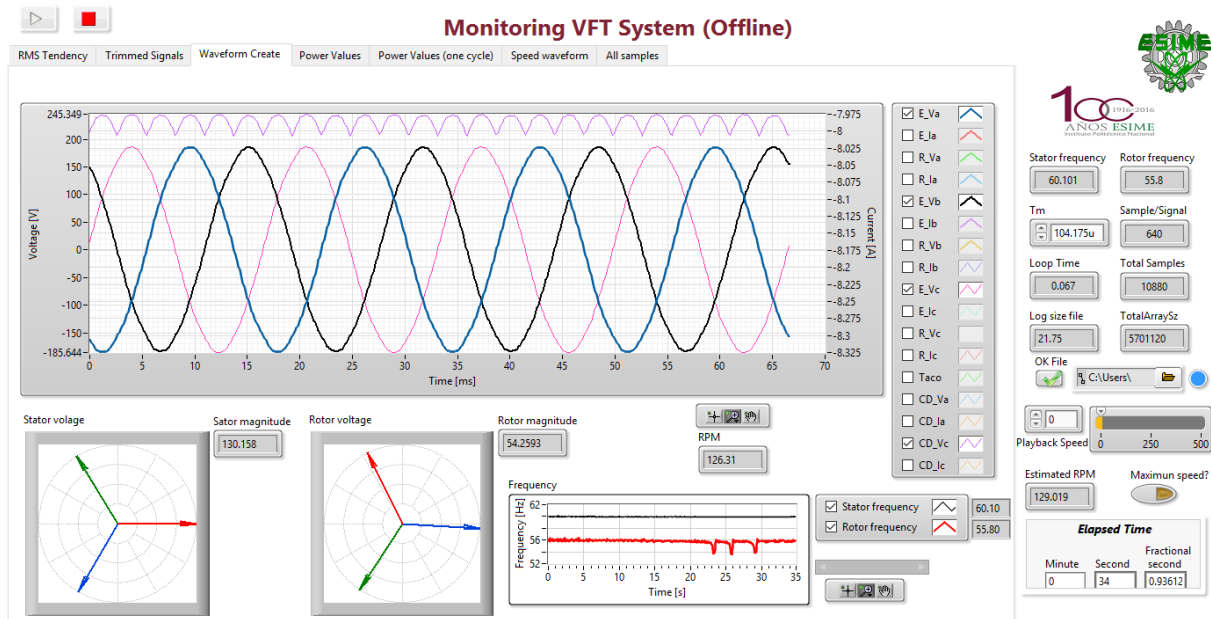 Monitoring VFT System (Offline)
RMS Tendency
Trimmed Signals
Waveform Create
Power Values
Power Values (one cycle)
Speed waveform
All samples
ESIME
100
1916-2016
AÑOS ESIME
Instituto Politécnico Nacional
Voltage [V]
245.349
200
150
100
50
0
-50
-100
-150
-185.644
0 5 10 15 20 25 30 35 40 45 50 55 60 65 70
Time [ms]
-7.975
-8
-8.025
-8.05
-8.075
-8.1
-8.125
-8.15
-8.175
-8.2
-8.225
-8.25
-8.275
-8.3
-8.325
Current [A]
E_Va
E_Ia
R_Va
R_Ia
E_Vb
E_Ib
R_Vb
R_Ib
E_Vc
E_Ic
R_Vc
R_Ic
Taco
CD_Va
CD_Ia
CD_Vc
CD_Ic
Stator frequency Rotor frequency
60.101 55.8
Tm Sample/Signal
104.175u 640
Loop Time Total Samples
0.067 10880
Log size file TotalArraySz
21.75 5701120
OK File
C:\Users\
0
Playback Speed 0 250 500
Estimated RPM Maximun speed?
129.019
Elapsed Time
Minute Second Fractional second
0 34 0.93612
Stator volage
Sator magnitude
130.158
Rotor voltage
Rotor magnitude
54.2593
RPM
126.31
Frequency
Frequency [Hz]
62
56
52
0 5 10 15 20 25 30 35
Time [s]
Stator frequency 60.10
Rotor frequency 55.80